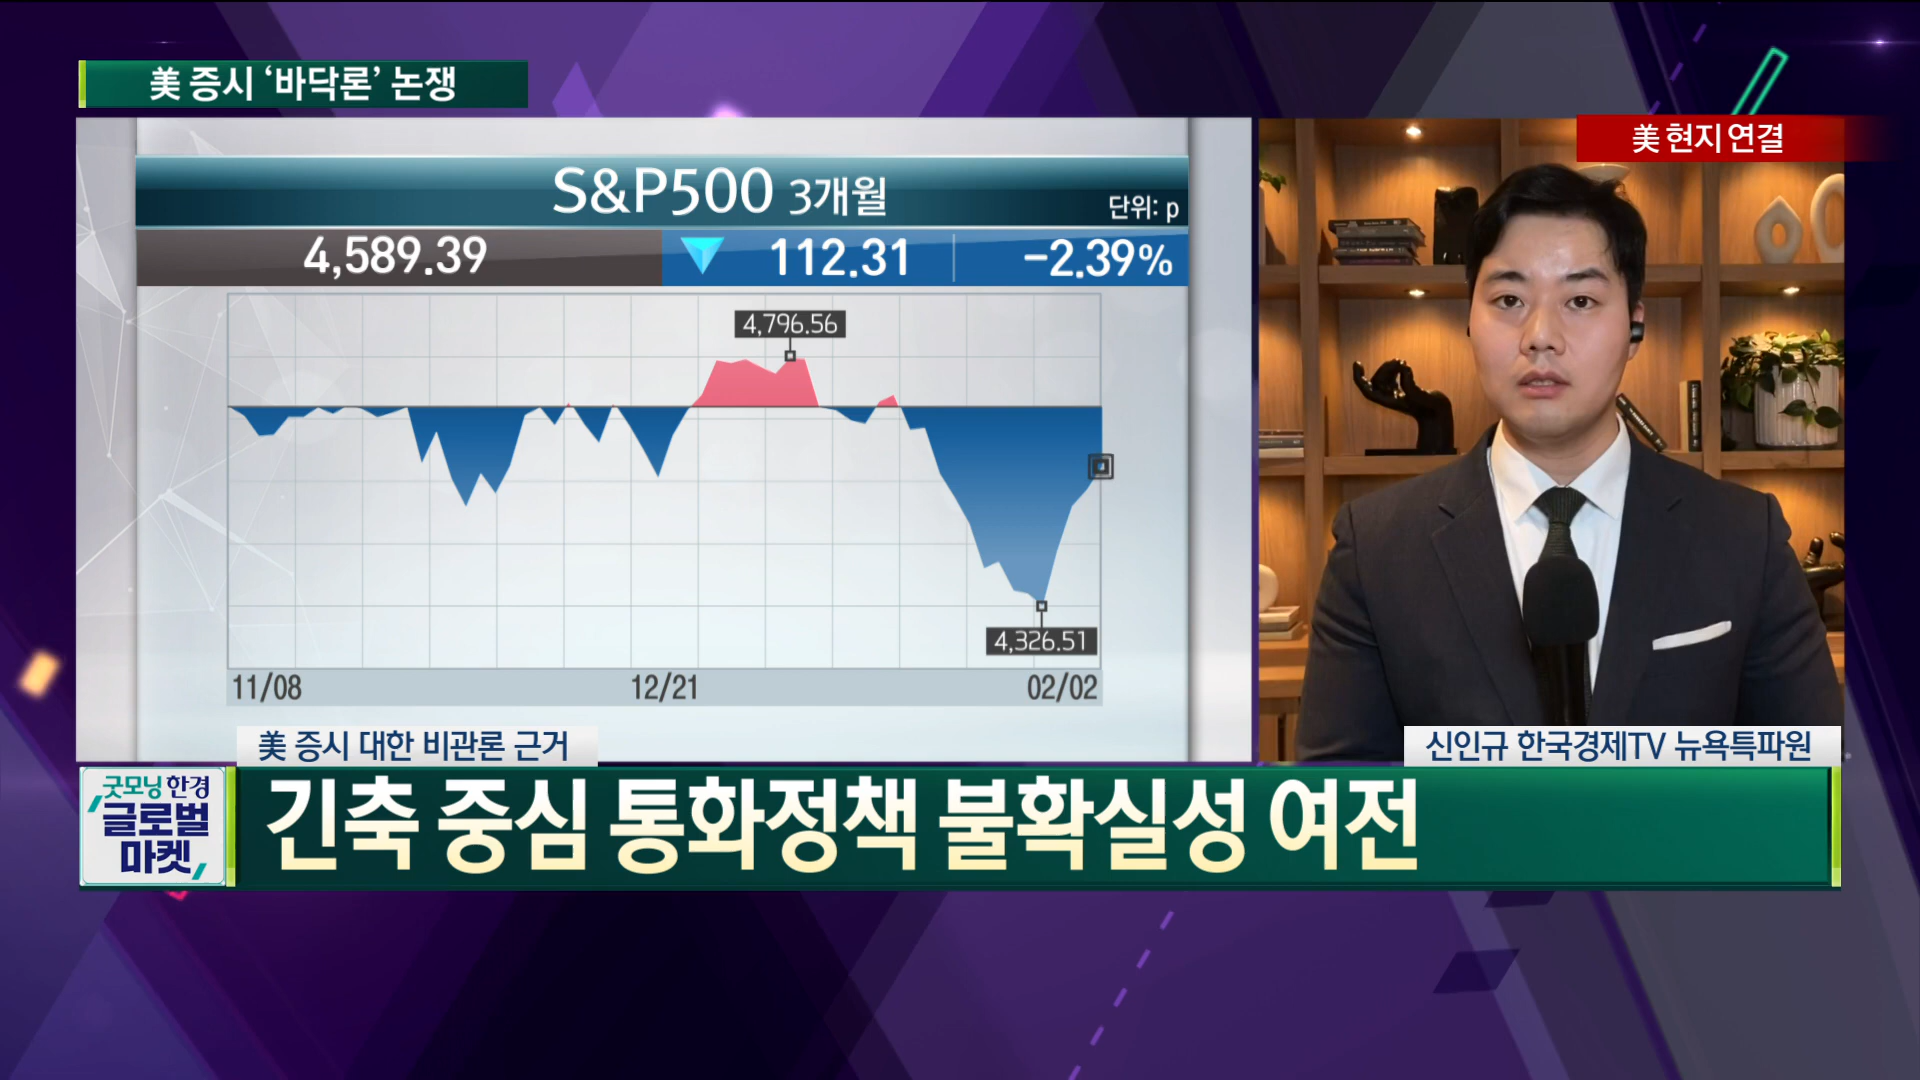 美 증시 ‘바닥론’ 논쟁
美 현지 연결
S&P500 3개월
단위: p
4,589.39 112.31 -2.39%
4,796.56
4,326.51
11/08 12/21 02/02
美 증시 대한 비관론 근거
신인규 한국경제TV 뉴욕특파원
굿모닝 한경
글로벌
마켓
긴축 중심 통화정책 불확실성 여전